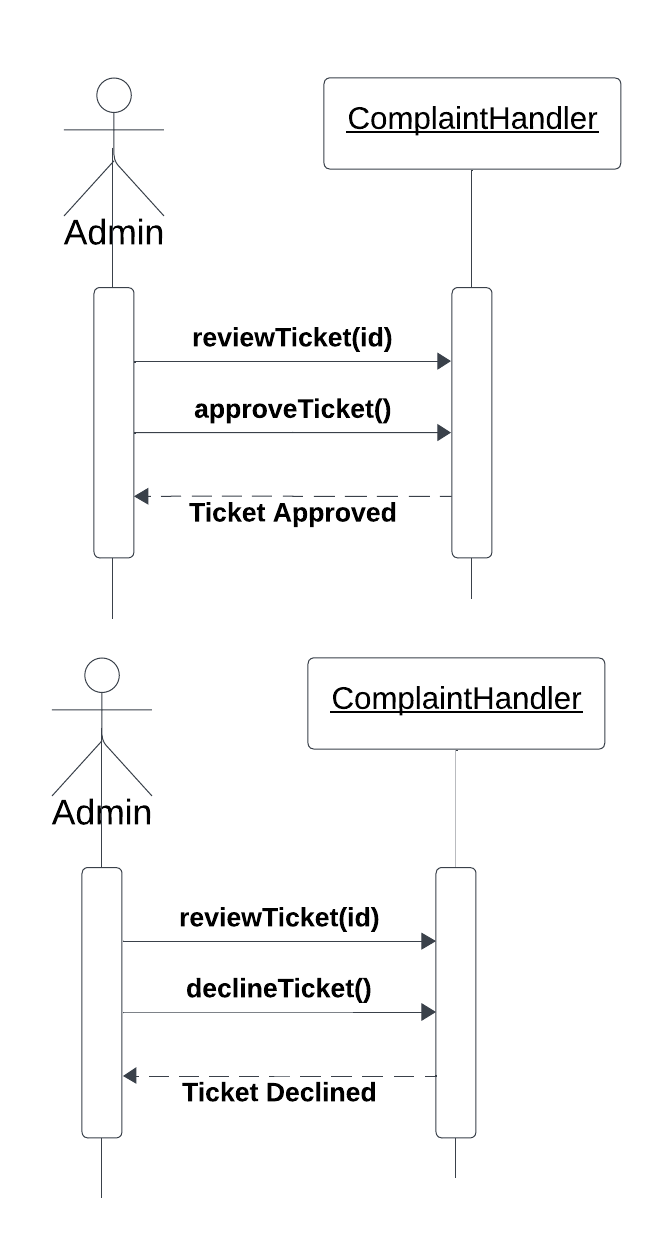 ComplaintHandler
Admin
reviewTicket(id)
approveTicket()
Ticket Approved
ComplaintHandler
Admin
reviewTicket(id)
declineTicket()
Ticket Declined